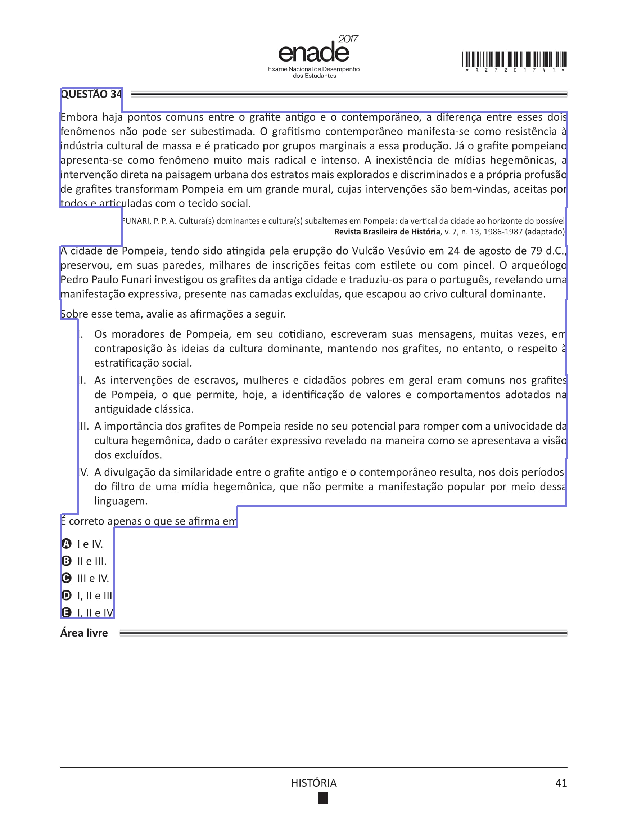 enade 2017
Exame Nacional de Desempenho
dos Estudantes
*R27201741*
QUESTÃO 34
Embora haja pontos comuns entre o grafite antigo e o contemporâneo, a diferença entre esses dois
fenômenos não pode ser subestimada. O grafitismo contemporâneo manifesta-se como resistência à
indústria cultural de massa e é praticado por grupos marginais a essa produção. Já o grafite pompeiano
apresenta-se como fenômeno muito mais radical e intenso. A inexistência de mídias hegemônicas, a
intervenção direta na paisagem urbana dos estratos mais explorados e discriminados e a própria profusão
de grafites transformam Pompeia em um grande mural, cujas intervenções são bem-vindas, aceitas por
todos e articuladas com o tecido social.
FUNARI, P. P. A. Cultura(s) dominantes e cultura(s) subalternas em Pompeia: da vertical da cidade ao horizonte do possível.
Revista Brasileira de História, v. 7, n. 13, 1986-1987 (adaptado).
A cidade de Pompeia, tendo sido atingida pela erupção do Vulcão Vesúvio em 24 de agosto de 79 d.C.,
preservou, em suas paredes, milhares de inscrições feitas com estilete ou com pincel. O arqueólogo
Pedro Paulo Funari investigou os grafites da antiga cidade e traduziu-os para o português, revelando uma
manifestação expressiva, presente nas camadas excluídas, que escapou ao crivo cultural dominante.
Sobre esse tema, avalie as afirmações a seguir.
I. Os moradores de Pompeia, em seu cotidiano, escreveram suas mensagens, muitas vezes, em
contraposição às ideias da cultura dominante, mantendo nos grafites, no entanto, o respeito à
estratificação social.
II. As intervenções de escravos, mulheres e cidadãos pobres em geral eram comuns nos grafites
de Pompeia, o que permite, hoje, a identificação de valores e comportamentos adotados na
antiguidade clássica.
III. A importância dos grafites de Pompeia reside no seu potencial para romper com a univocidade da
cultura hegemônica, dado o caráter expressivo revelado na maneira como se apresentava a visão
dos excluídos.
IV. A divulgação da similaridade entre o grafite antigo e o contemporâneo resulta, nos dois períodos,
do filtro de uma mídia hegemônica, que não permite a manifestação popular por meio dessa
linguagem.
É correto apenas o que se afirma em
A I e IV.
B II e III.
C III e IV.
D I, II e III
E I, II e IV
Área livre
HISTÓRIA
41